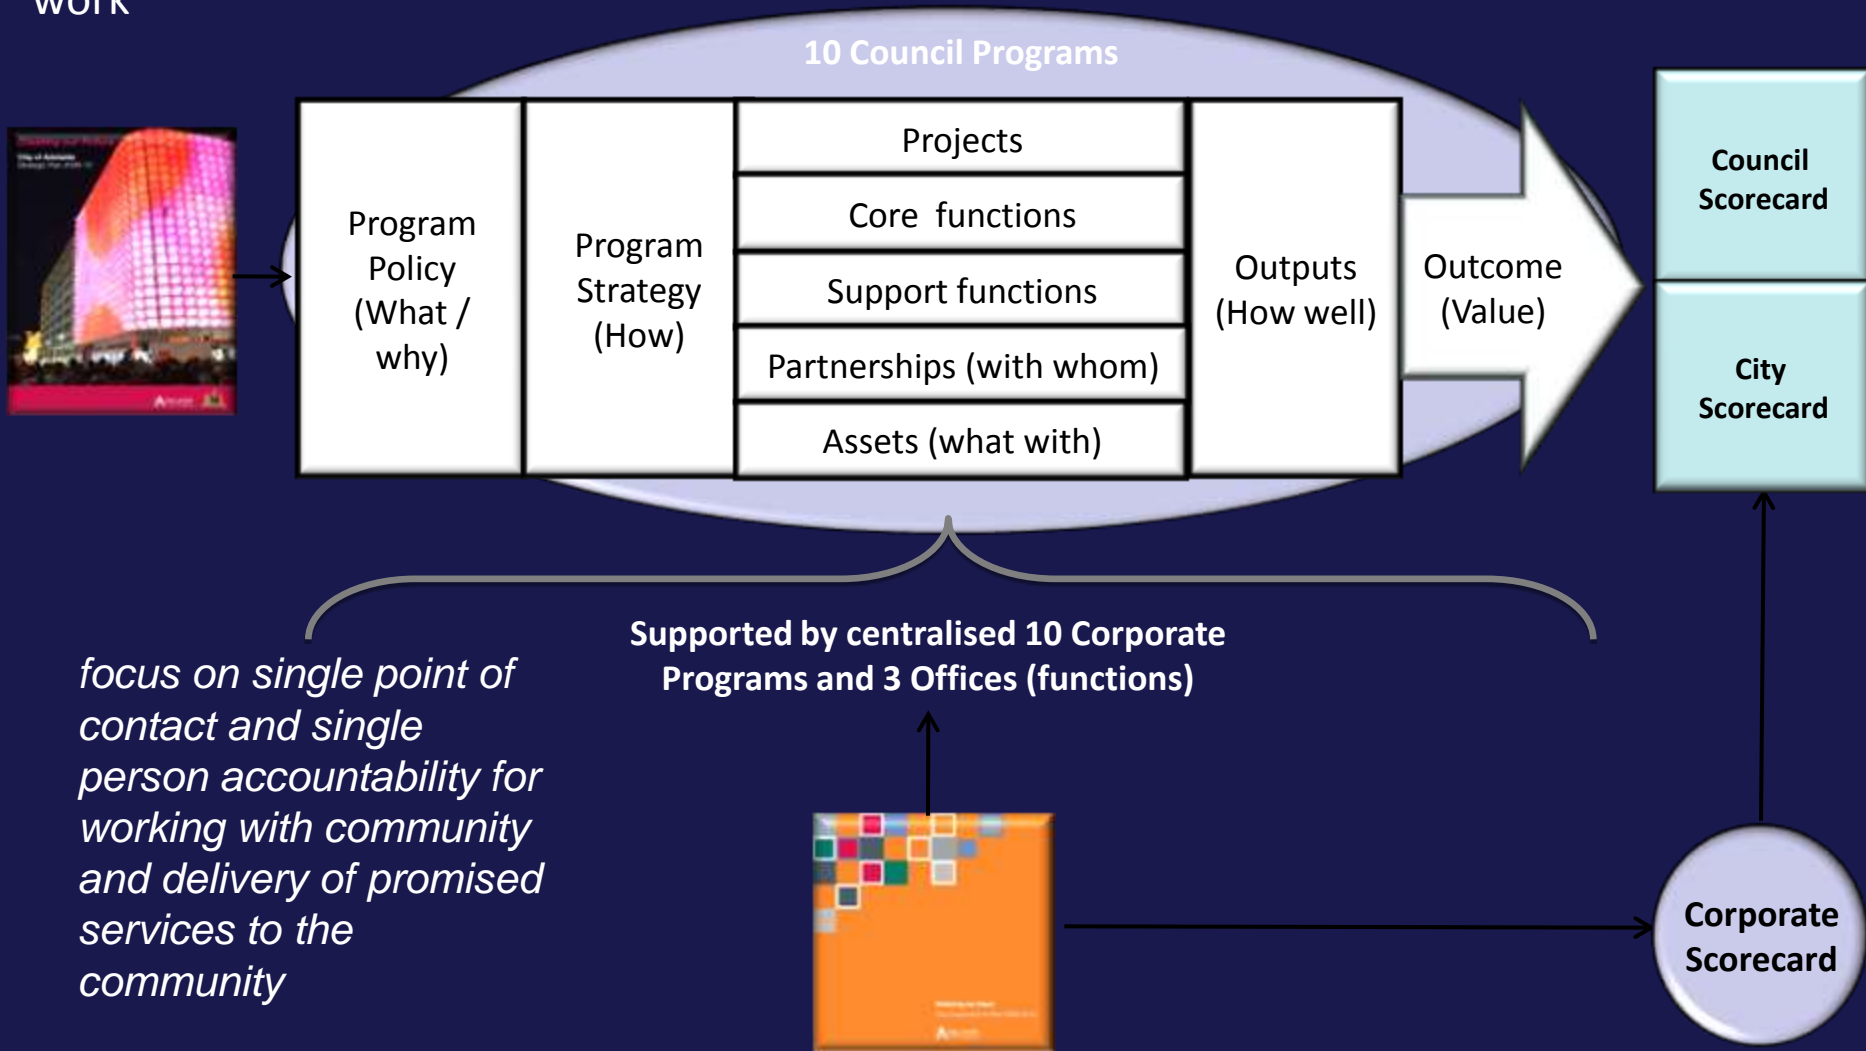 work
10 Council Programs
Program
Policy
(What /
why)
Program
Strategy
(How)
Projects
Core functions
Support functions
Partnerships (with whom)
Assets (what with)
Outputs
(How well)
Outcome
(Value)
Council
Scorecard
City
Scorecard
Supported by centralised 10 Corporate
Programs and 3 Offices (functions)
focus on single point of
contact and single
person accountability for
working with community
and delivery of promised
services to the
community
Corporate
Scorecard